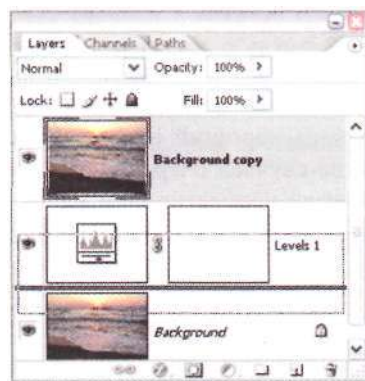 Layers Channels Paths
Normal Opacity: 100%
Lock: Fill: 100%
Background copy
Levels 1
Background